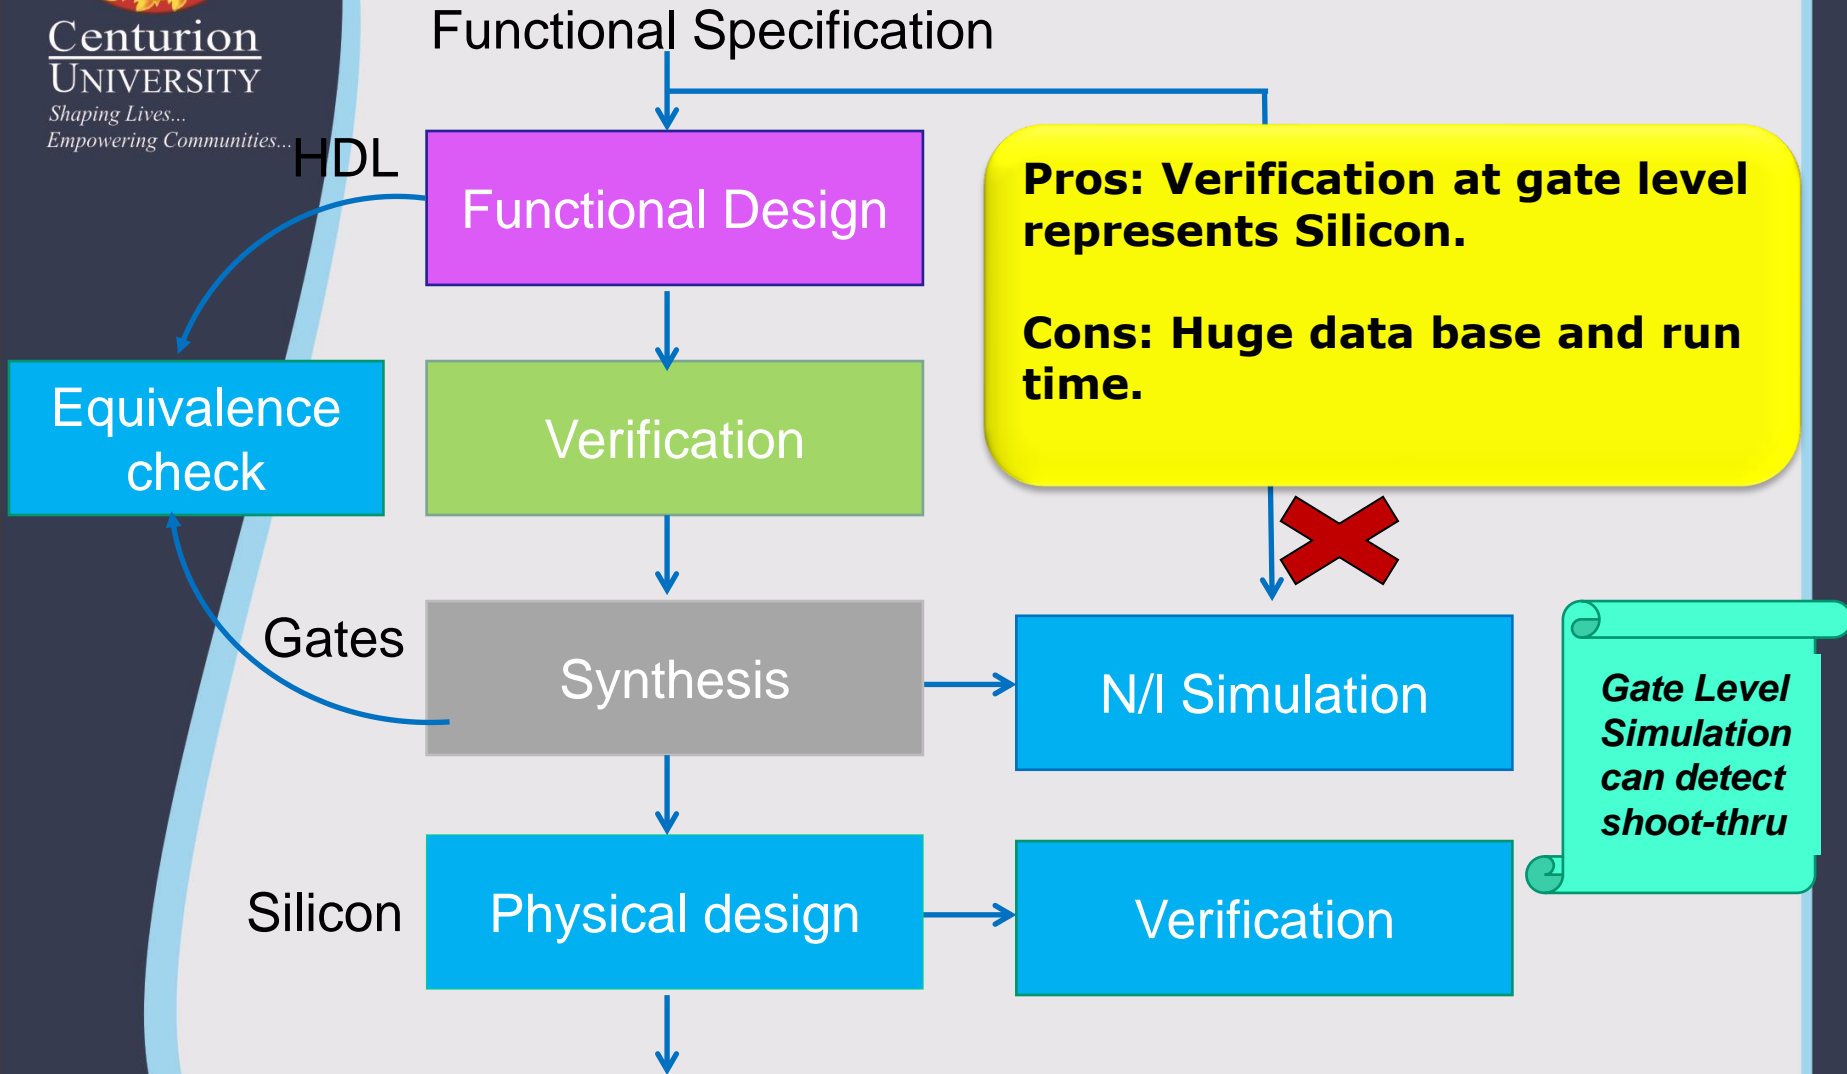 Centurion
UNIVERSITY
Shaping Lives...
Empowering Communities...
Functional Specification
HDL
Functional Design
Pros: Verification at gate level
represents Silicon.
Cons: Huge data base and run
time.
Equivalence
check
Verification
Gates
Synthesis
N/l Simulation
Gate Level
Simulation
can detect
shoot-thru
Silicon
Physical design
Verification